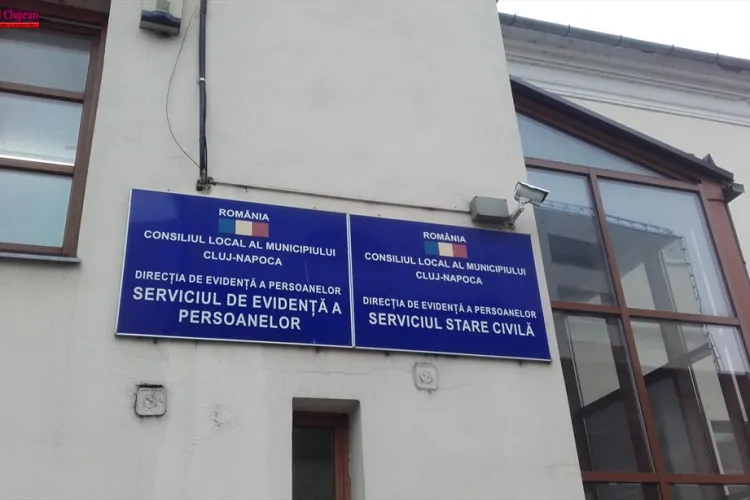 Clujean
ROMÂNIA
CONSILIUL LOCAL AL MUNICIPIULUI
CLUJ-NAPOCA
DIRECȚIA DE EVIDENȚĂ A PERSOANELOR
SERVICIUL DE EVIDENȚĂ A
PERSOANELOR
ROMÂNIA
CONSILIUL LOCAL AL MUNICIPIULUI
CLUJ-NAPOCA
DIRECȚIA DE EVIDENȚĂ A PERSOANELOR
SERVICIUL STARE CIVILĂ